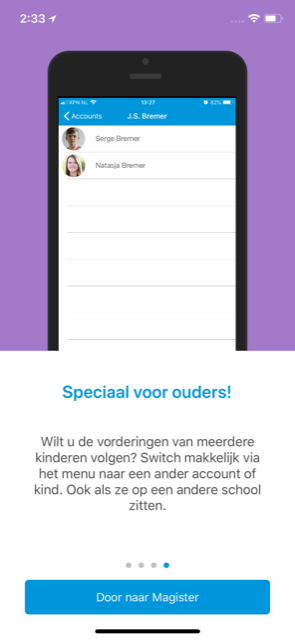 2:33
KPN NL 13:27 82%
Accounts J.S. Bremer
Serge Bremer
Natasja Bremer
Speciaal voor ouders!
Wilt u de vorderingen van meerdere
kinderen volgen? Switch makkelijk via
het menu naar een ander account of
kind. Ook als ze op een andere school
zitten.
Door naar Magister